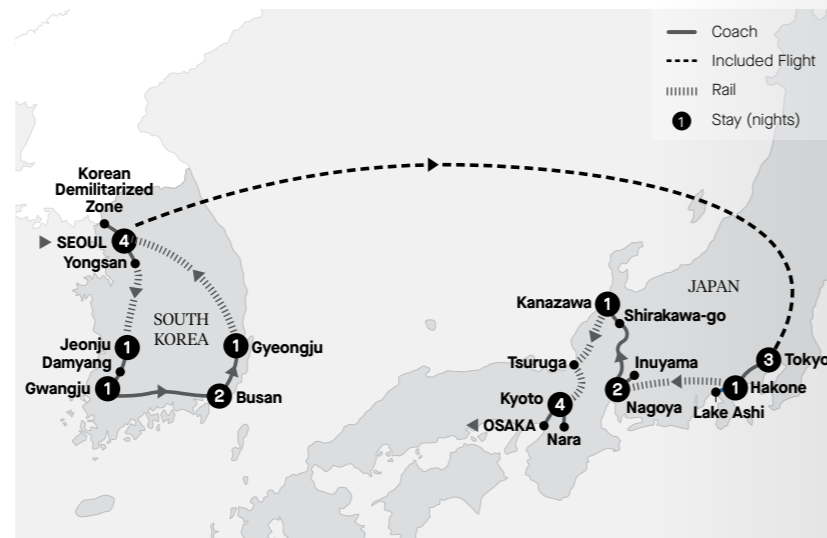 Coach
Included Flight
Rail
1 Stay (nights)
Korean
Demilitarized
Zone
SEOUL 4
Yongsan
SOUTH
KOREA
Jeonju 1
Damyang
Gwangju 1
1 Gyeongju
2 Busan
JAPAN
Kanazawa 1
Shirakawa-go
Tsuruga
Inuyama
3 Tokyo
1 Hakone
Kyoto
4
2
Nagoya
Lake Ashi
OSAKA
Nara